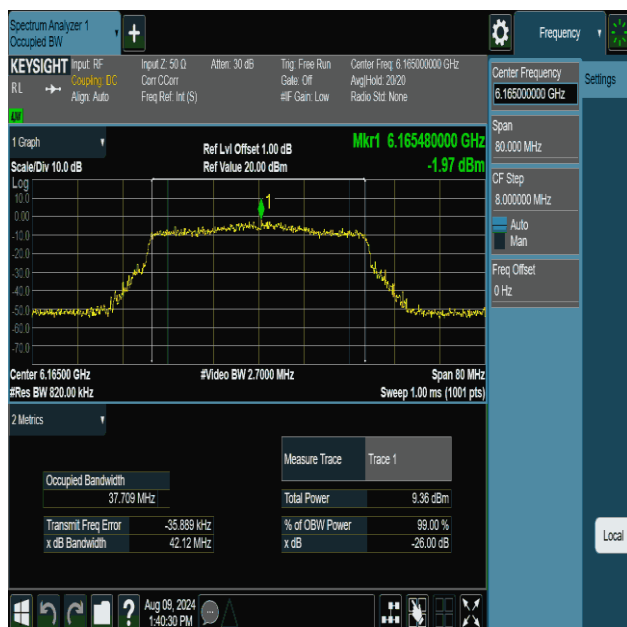 Spectrum Analyzer 1
Occupied BW
+
Frequency
KEYSIGHT Input: RF Input Z: 50 Ω Atten: 30 dB Trig: Free Run Center Freq: 6.165000000 GHz
RL Coupling: DC Corr CCorr Gate: Off Avg|Hold: 20/20
Align: Auto Freq Ref: Int (S) #IF Gain: Low Radio Std: None
LW
Center Frequency
6.165000000 GHz
Settings
Span
80.000 MHz
CF Step
8.000000 MHz
Auto
Man
Freq Offset
0 Hz
Local
1 Graph
Ref Lvl Offset 1.00 dB
Mkr1 6.165480000 GHz
Scale/Div 10.0 dB
Ref Value 20.00 dBm
-1.97 dBm
Log
10.0
0.00
-10.0
-20.0
-30.0
-40.0
-50.0
-60.0
-70.0
1
Center 6.16500 GHz #Video BW 2.7000 MHz Span 80 MHz
#Res BW 820.00 kHz Sweep 1.00 ms (1001 pts)
2 Metrics
Measure Trace Trace 1
Occupied Bandwidth
37.709 MHz
Total Power 9.36 dBm
Transmit Freq Error -35.889 kHz % of OBW Power 99.00 %
x dB Bandwidth 42.12 MHz x dB -26.00 dB
?
Aug 09, 2024
1:40:30 PM